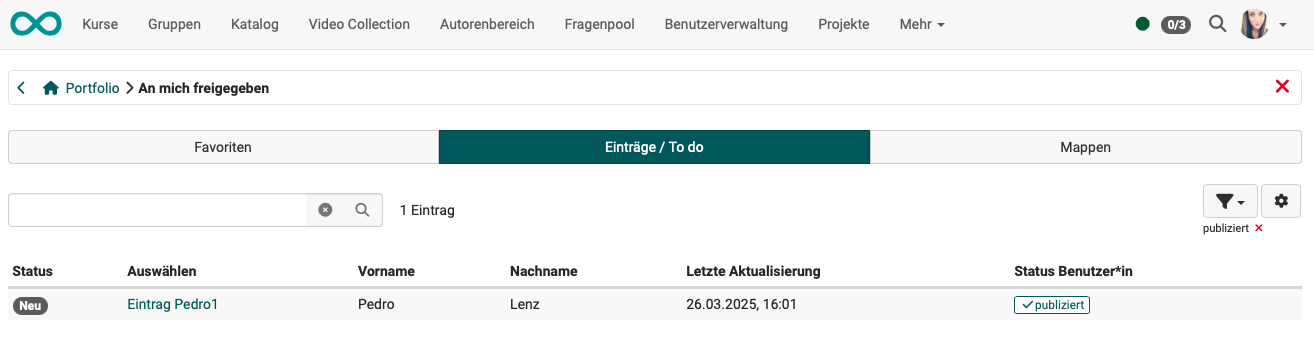 Kurse Gruppen Katalog Video Collection Autorenbereich Fragenpool Benutzerverwaltung Projekte Mehr 0/3
Portfolio An mich freigegeben
Favoriten Einträge / To do Mappen
1 Eintrag
publiziert
Status Auswählen Vorname Nachname Letzte Aktualisierung Status Benutzer*in
Neu Eintrag Pedro1 Pedro Lenz 26.03.2025, 16:01 publiziert